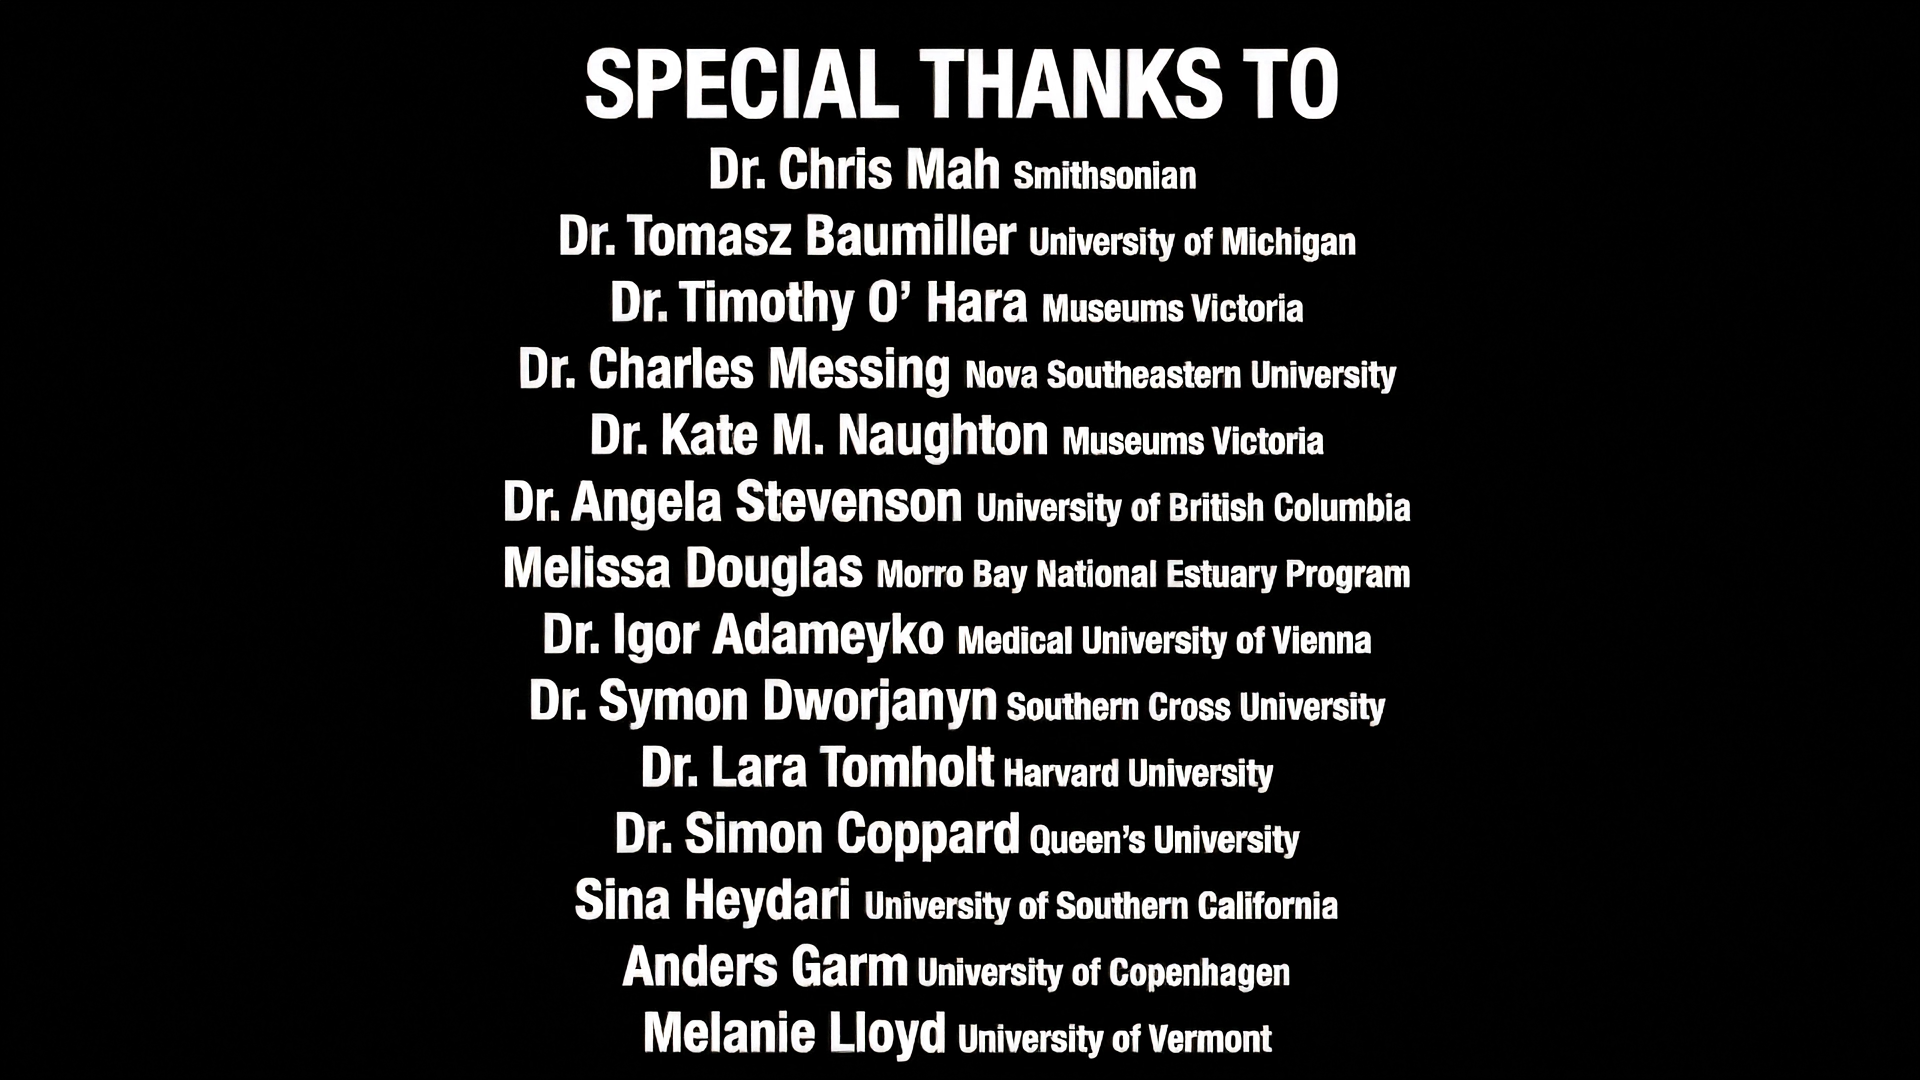 SPECIAL THANKS TO
Dr. Chris Mah Smithsonian
Dr. Tomasz Baumiller University of Michigan
Dr. Timothy O’ Hara Museums Victoria
Dr. Charles Messing Nova Southeastern University
Dr. Kate M. Naughton Museums Victoria
Dr. Angela Stevenson University of British Columbia
Melissa Douglas Morro Bay National Estuary Program
Dr. Igor Adameyko Medical University of Vienna
Dr. Symon Dworjanyn Southern Cross University
Dr. Lara Tomholt Harvard University
Dr. Simon Coppard Queen’s University
Sina Heydari University of Southern California
Anders Garm University of Copenhagen
Melanie Lloyd University of Vermont